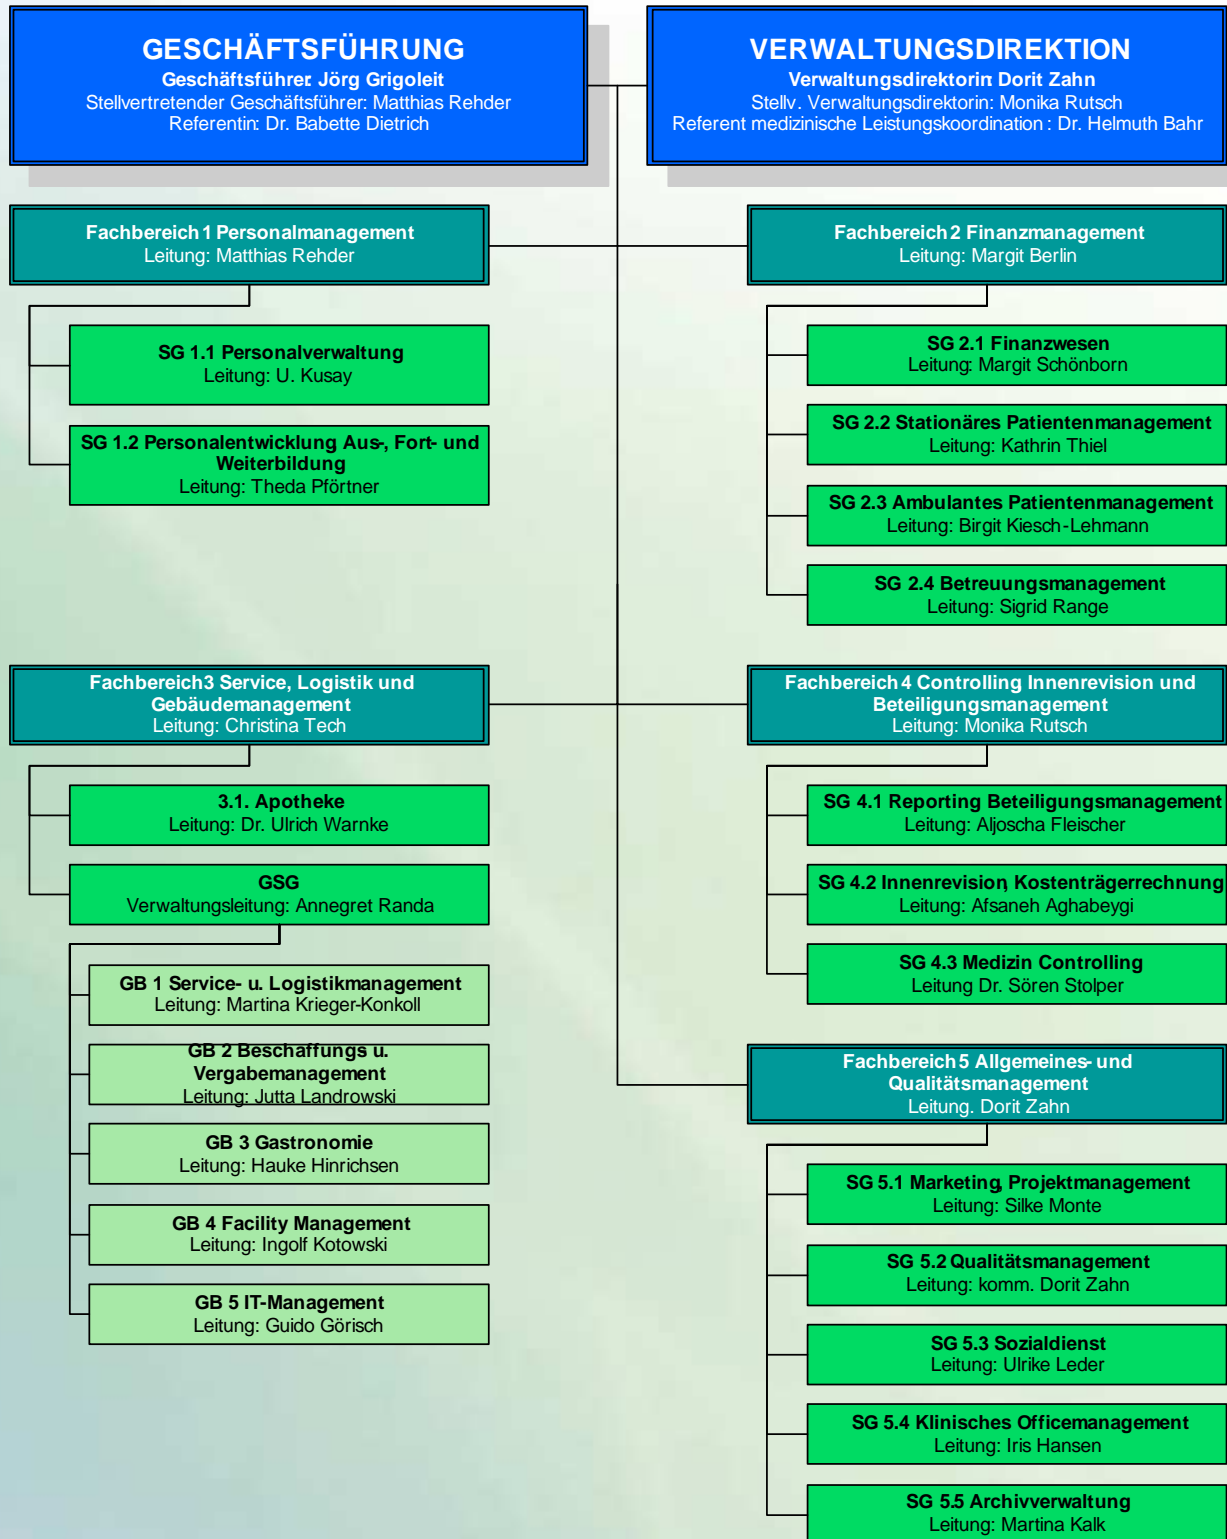 GESCHÄFTSFÜHRUNG
Geschäftsführer: Jörg Grigoleit
Stellvertretender Geschäftsführer: Matthias Rehder
Referentin: Dr. Babette Dietrich
VERWALTUNGSDIREKTION
Verwaltungsdirektorin: Dorit Zahn
Stellv. Verwaltungsdirektorin: Monika Rutsch
Referent medizinische Leistungskoordination : Dr. Helmuth Bahr
Fachbereich 1 Personalmanagement
Leitung: Matthias Rehder
SG 1.1 Personalverwaltung
Leitung: U. Kusay
SG 1.2 Personalentwicklung Aus-, Fort- und
Weiterbildung
Leitung: Theda Pförtner
Fachbereich 2 Finanzmanagement
Leitung: Margit Berlin
SG 2.1 Finanzwesen
Leitung: Margit Schönborn
SG 2.2 Stationäres Patientenmanagement
Leitung: Kathrin Thiel
SG 2.3 Ambulantes Patientenmanagement
Leitung: Birgit Kiesch-Lehmann
SG 2.4 Betreuungsmanagement
Leitung: Sigrid Range
Fachbereich 3 Service, Logistik und
Gebäudemanagement
Leitung: Christina Tech
3.1. Apotheke
Leitung: Dr. Ulrich Warnke
GSG
Verwaltungsleitung: Annegret Randa
GB 1 Service- u. Logistikmanagement
Leitung: Martina Krieger-Konkoll
GB 2 Beschaffungs u.
Vergabemanagement
Leitung: Jutta Landrowski
GB 3 Gastronomie
Leitung: Hauke Hinrichsen
GB 4 Facility Management
Leitung: Ingolf Kotowski
GB 5 IT-Management
Leitung: Guido Görisch
Fachbereich 4 Controlling Innenrevision und
Beteiligungsmanagement
Leitung: Monika Rutsch
SG 4.1 Reporting Beteiligungsmanagement
Leitung: Aljoscha Fleischer
SG 4.2 Innenrevision, Kostenträgerrechnung
Leitung: Afsaneh Aghabeygi
SG 4.3 Medizin Controlling
Leitung Dr. Sören Stolper
Fachbereich 5 Allgemeines- und
Qualitätsmanagement
Leitung. Dorit Zahn
SG 5.1 Marketing, Projektmanagement
Leitung: Silke Monte
SG 5.2 Qualitätsmanagement
Leitung: komm. Dorit Zahn
SG 5.3 Sozialdienst
Leitung: Ulrike Leder
SG 5.4 Klinisches Officemanagement
Leitung: Iris Hansen
SG 5.5 Archivverwaltung
Leitung: Martina Kalk